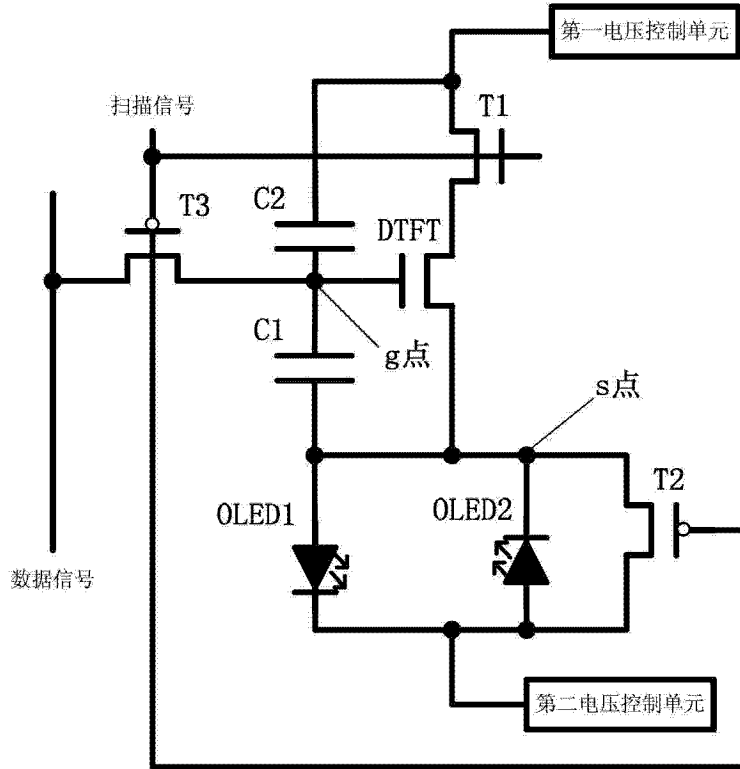 第一电压控制单元
扫描信号
T1
T3
C2
DTFT
C1
g点
s点
T2
OLED1
OLED2
数据信号
第二电压控制单元